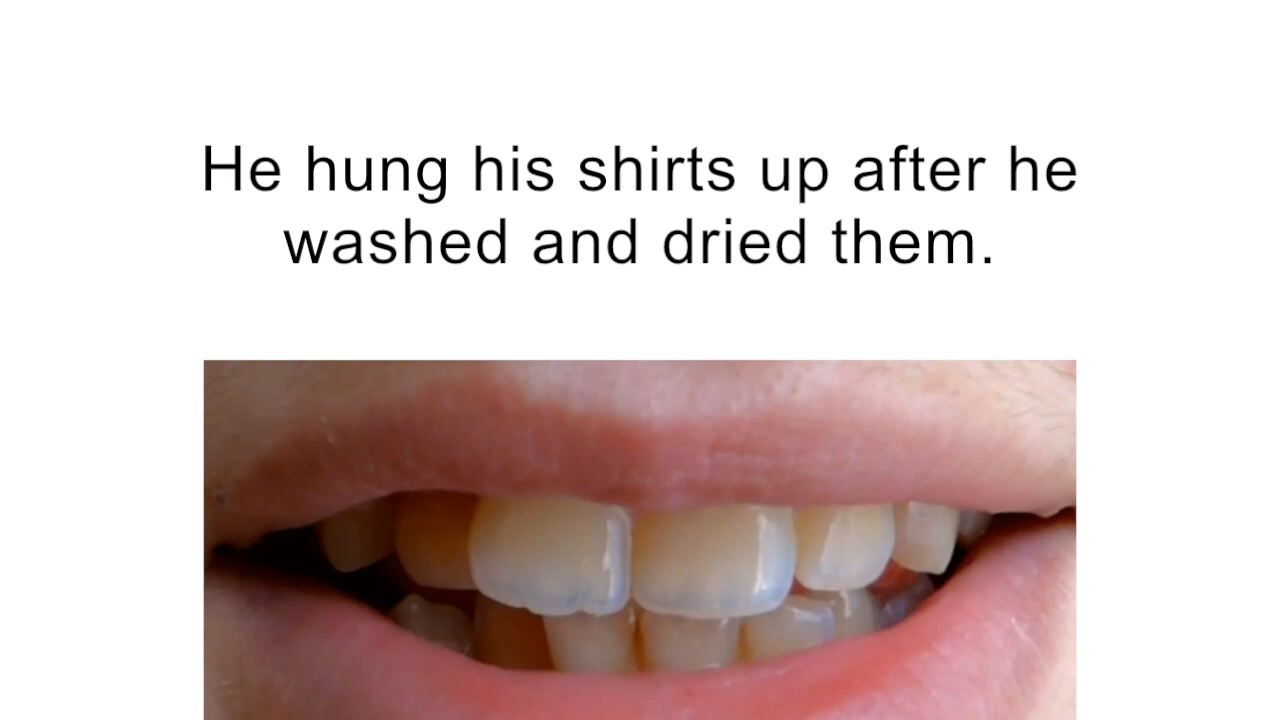 He hung his shirts up after he
washed and dried them.